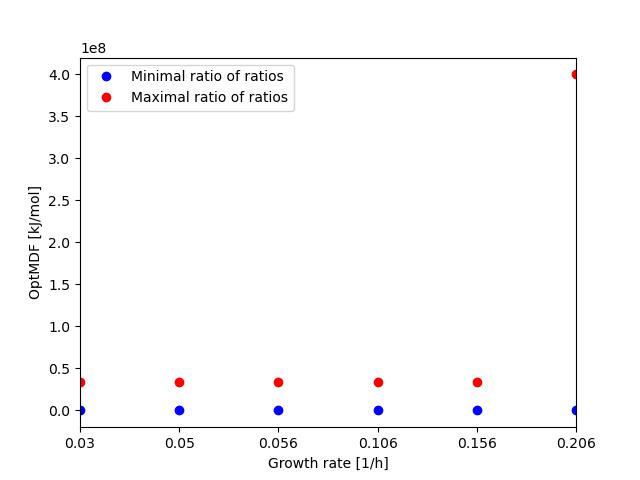 1e8
Minimal ratio of ratios
Maximal ratio of ratios
4.0
3.5
3.0
2.5
2.0
1.5
1.0
0.5
0.0
OptMDF [kJ/mol]
0.03 0.05 0.056 0.106 0.156 0.206
Growth rate [1/h]